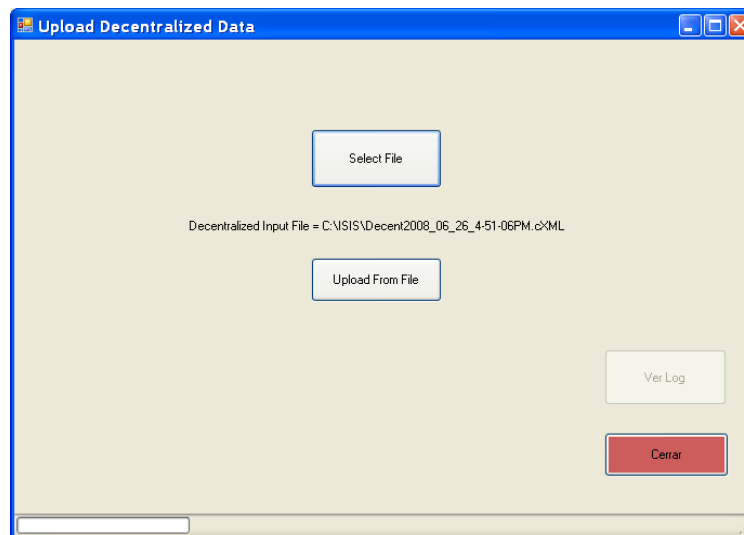 Upload Decentralized Data
Select File
Decentralized Input File = C:\ISIS\Decent2008_06_26_4-51-06PM.cXML
Upload From File
Ver Log
Cerrar